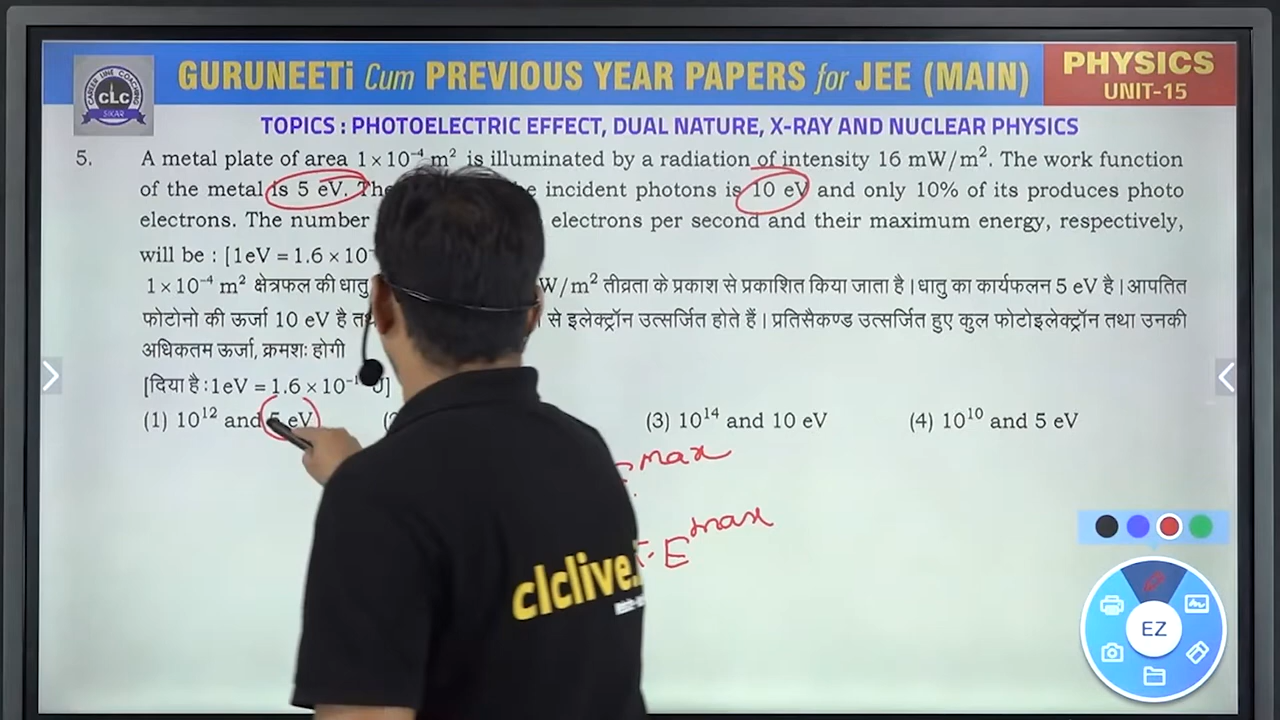 GURUNEETi Cum PREVIOUS YEAR PAPERS for JEE (MAIN)
PHYSICS
UNIT-15
CAREER LINE COACHING
CLC
SIKAR
TOPICS : PHOTOELECTRIC EFFECT, DUAL NATURE, X-RAY AND NUCLEAR PHYSICS
5. A metal plate of area 1×10⁻⁴ m² is illuminated by a radiation of intensity 16 mW/m². The work function
of the metal is 5 eV. The incident photons is 10 eV and only 10% of its produces photo
electrons. The number electrons per second and their maximum energy, respectively,
will be : [1eV = 1.6 × 10
1×10⁻⁴ m² क्षेत्रफल की धातु W/m² तीव्रता के प्रकाश से प्रकाशित किया जाता है। धातु का कार्यफलन 5 eV है। आपतित
फोटोनो की ऊर्जा 10 eV है से इलेक्ट्रॉन उत्सर्जित होते हैं। प्रतिसैकण्ड उत्सर्जित हुए कुल फोटोइलेक्ट्रॉन तथा उनकी
अधिकतम ऊर्जा, क्रमशः होगी
[दिया है : 1eV = 1.6 × 10 J]
(1) 10¹² and 5 eV (3) 10¹⁴ and 10 eV (4) 10¹⁰ and 5 eV
max
E max
clclive.i
EZ